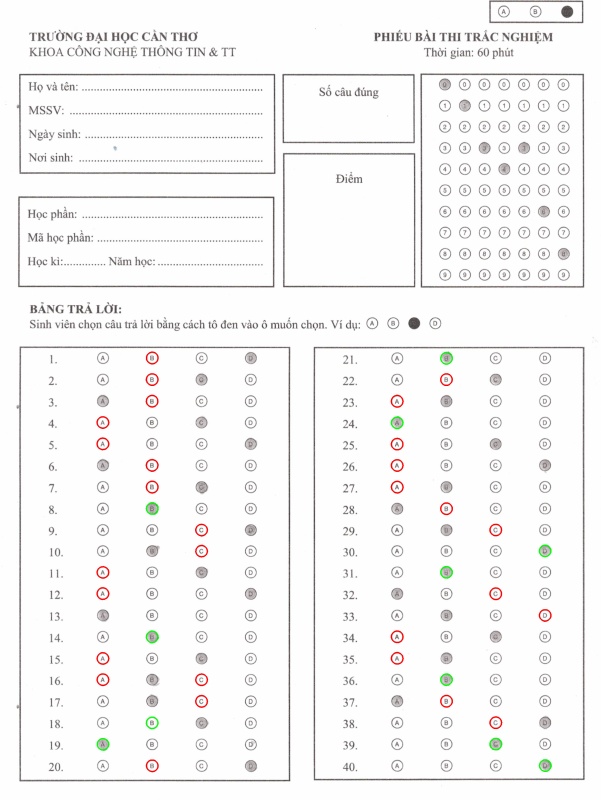 A B
TRƯỜNG ĐẠI HỌC CẦN THƠ
KHOA CÔNG NGHỆ THÔNG TIN & TT
PHIẾU BÀI THI TRẮC NGHIỆM
Thời gian: 60 phút
Họ và tên:
MSSV:
Ngày sinh:
Nơi sinh:
Số câu đúng
Điểm
Học phần:
Mã học phần:
Học kì: Năm học:
0 0 0 0 0 0 0
1 1 1 1 1 1 1
2 2 2 2 2 2 2
3 3 3 3 3 3 3
4 4 4 4 4 4 4
5 5 5 5 5 5 5
6 6 6 6 6 6 6
7 7 7 7 7 7 7
8 8 8 8 8 8 8
9 9 9 9 9 9 9
BẢNG TRẢ LỜI:
Sinh viên chọn câu trả lời bằng cách tô đen vào ô muốn chọn. Ví dụ: A B D
1. A B C D
2. A B C D
3. A B C D
4. A B C D
5. A B C D
6. A B C D
7. A B C D
8. A B C D
9. A B C D
10. A B C D
11. A B C D
12. A B C D
13. A B C D
14. A B C D
15. A B C D
16. A B C D
17. A B C D
18. A B C D
19. A B C D
20. A B C D
21. A B C D
22. A B C D
23. A B C D
24. A B C D
25. A B C D
26. A B C D
27. A B C D
28. A B C D
29. A B C D
30. A B C D
31. A B C D
32. A B C D
33. A B C D
34. A B C D
35. A B C D
36. A B C D
37. A B C D
38. A B C D
39. A B C D
40. A B C D